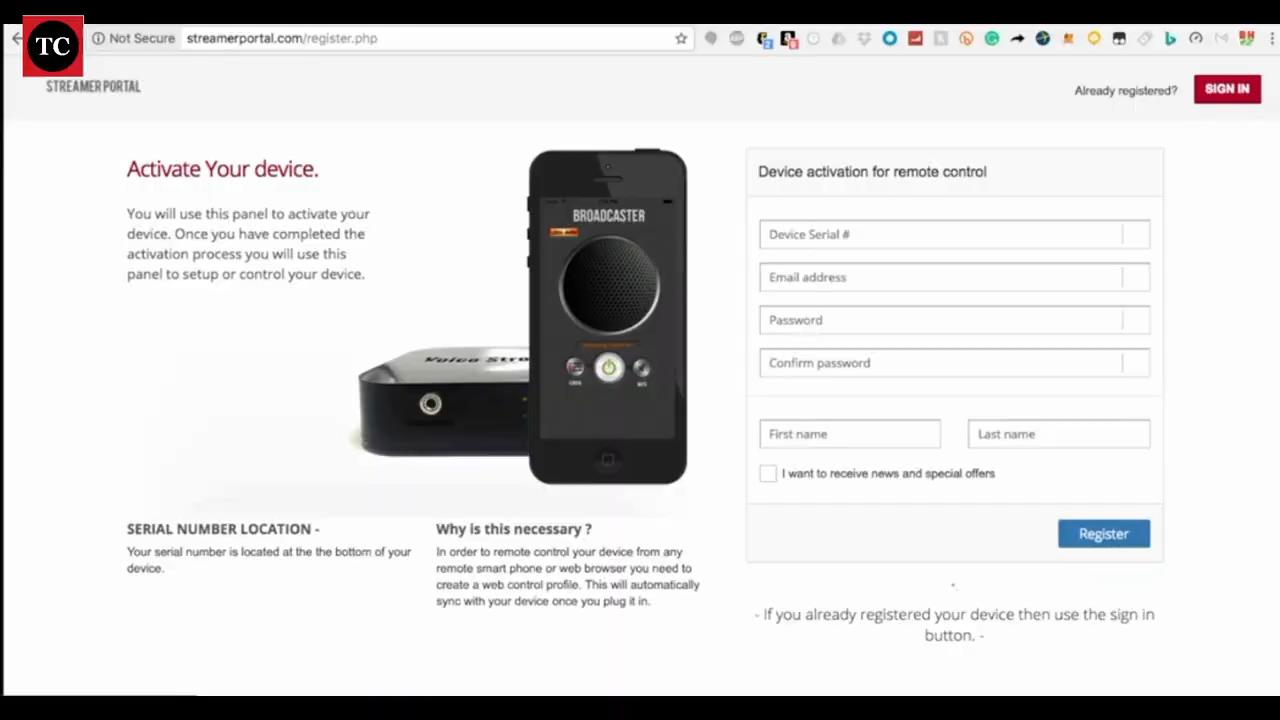 TC
Not Secure streamerportal.com/register.php
STREAMER PORTAL
Already registered?
SIGN IN
Activate Your device.
You will use this panel to activate your
device. Once you have completed the
activation process you will use this
panel to setup or control your device.
BROADCASTER
Voice Stre
Device activation for remote control
Device Serial #
Email address
Password
Confirm password
First name
Last name
I want to receive news and special offers
Register
SERIAL NUMBER LOCATION -
Your serial number is located at the the bottom of your
device.
Why is this necessary ?
In order to remote control your device from any
remote smart phone or web browser you need to
create a web control profile. This will automatically
sync with your device once you plug it in.
- If you already registered your device then use the sign in
button. -